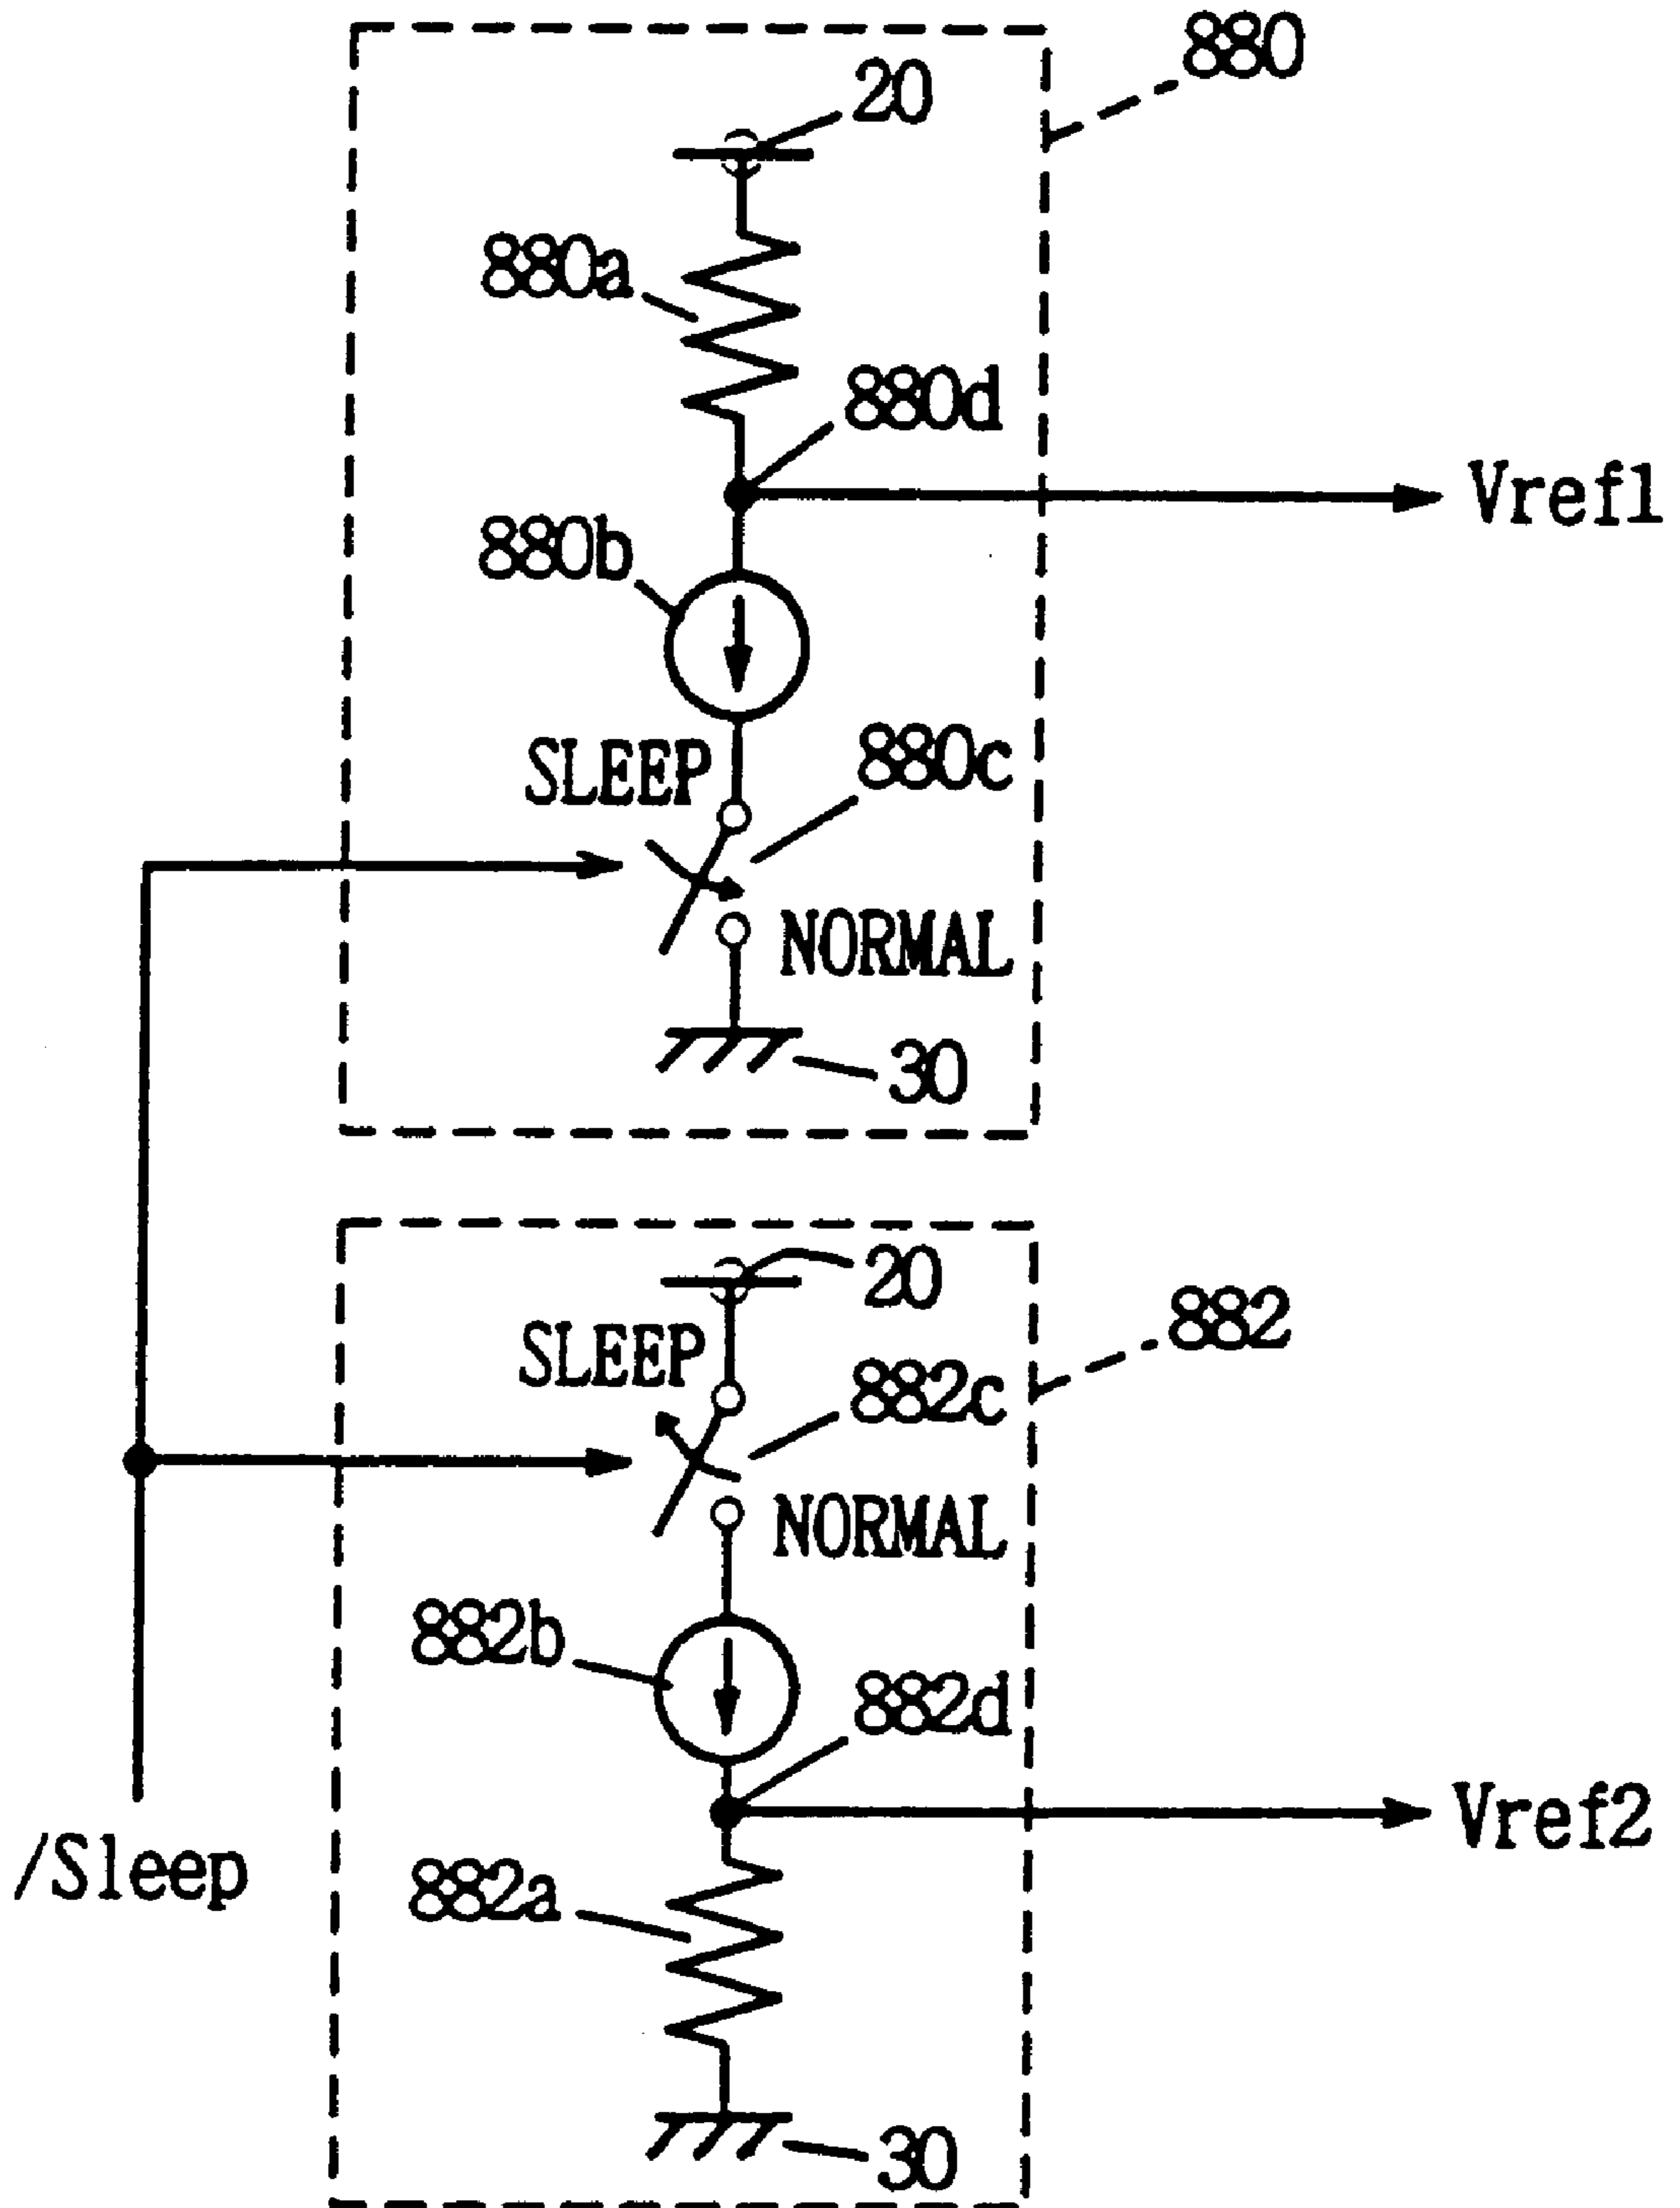 880
20
880a
880d
Vref1
880b
SLEEP
880c
NORMAL
30
20
882
SLEEP
882c
NORMAL
882b
882d
Vref2
/Sleep
882a
30